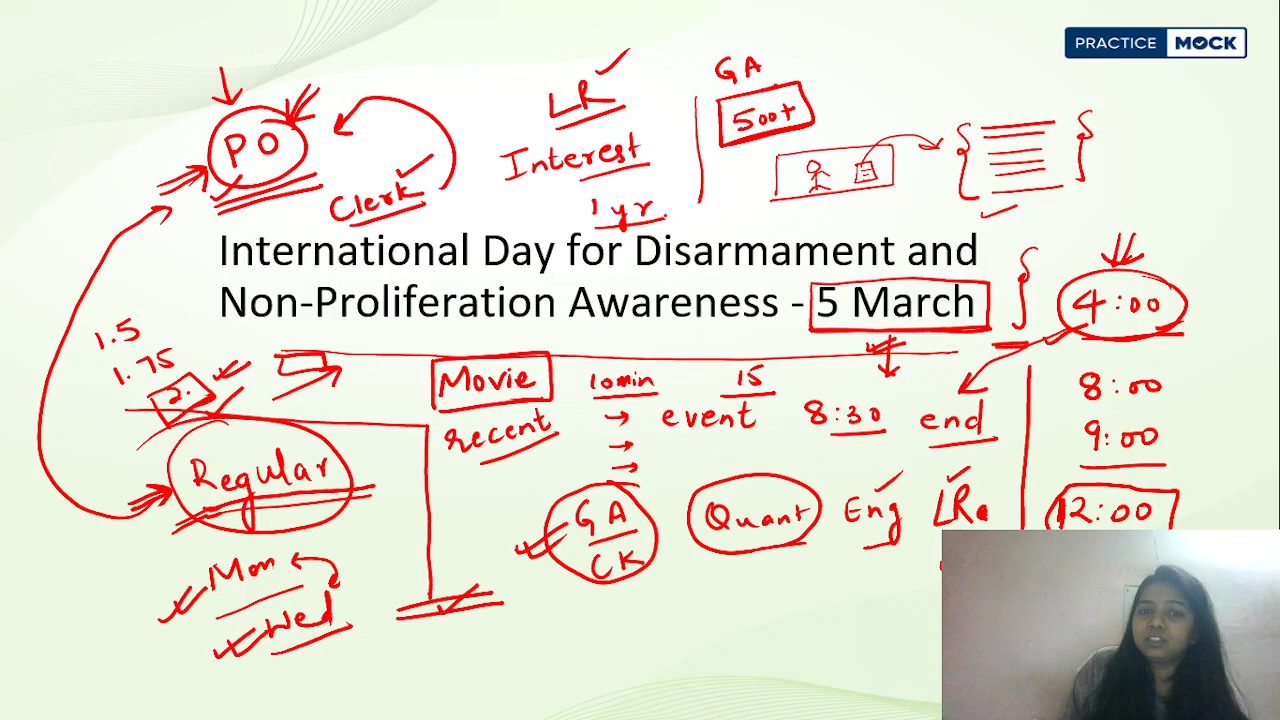 PRACTICE MOCK
GA
LR
500+
PO
Interest
Clerk
1 yr.
International Day for Disarmament and
Non-Proliferation Awareness - 5 March
4:00
1.5
1.75
2.
Movie
10min
15
8:00
recent
→ event 8:30 end
→
9:00
→
Regular
GA
CK
Quant
Eng
LRe
12:00
Mon
Wed